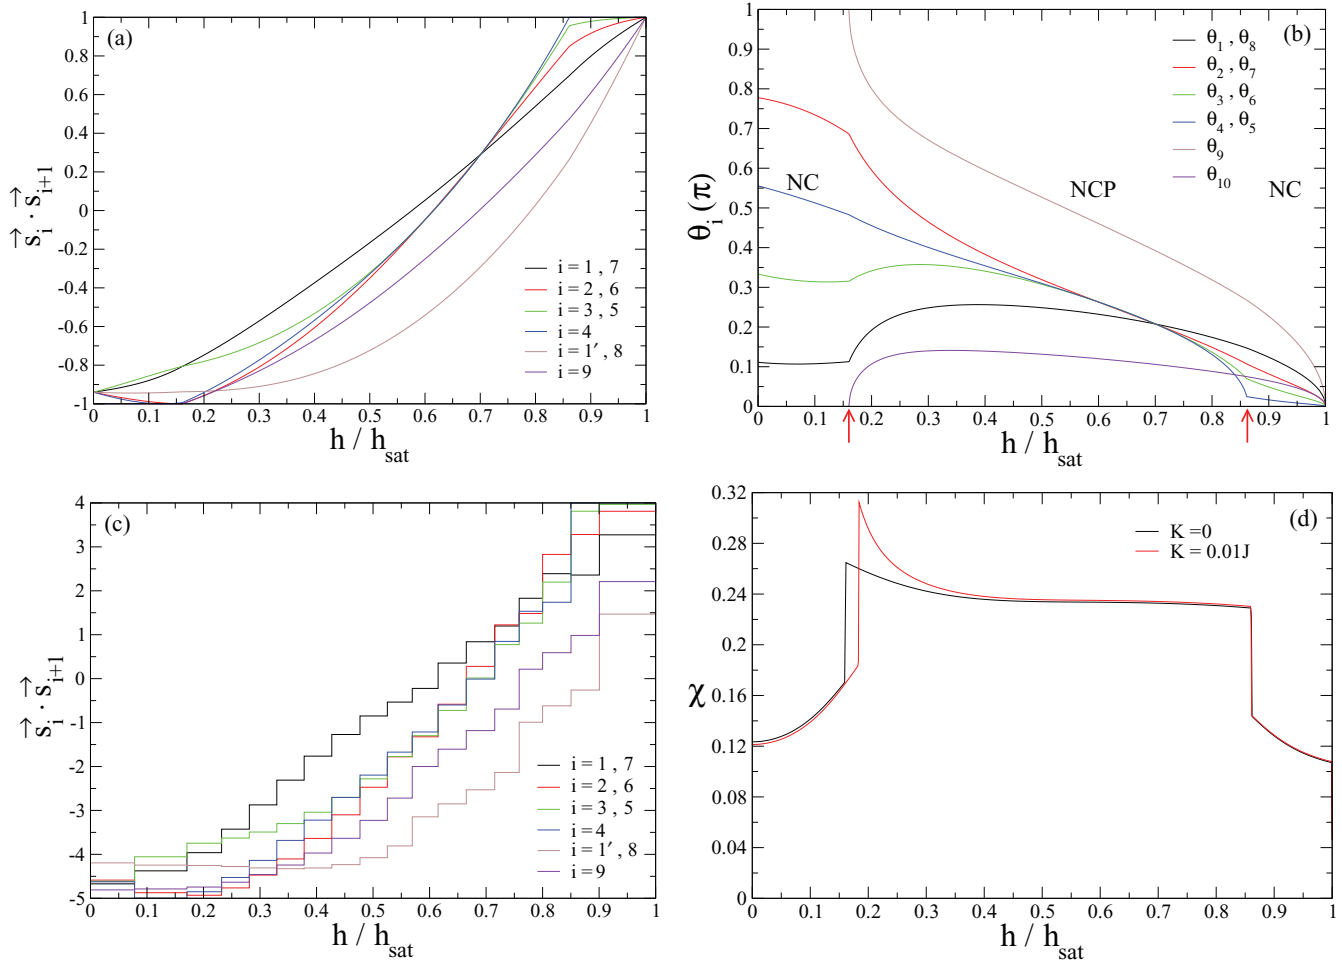 (a)
1
0.8
0.6
0.4
0.2
0
-0.2
-0.4
-0.6
-0.8
-1
s⃗ᵢ · s⃗ᵢ₊₁
i = 1 , 7
i = 2 , 6
i = 3 , 5
i = 4
i = 1′ , 8
i = 9
0 0.1 0.2 0.3 0.4 0.5 0.6 0.7 0.8 0.9 1
h / h_sat
(b)
1
0.9
0.8
0.7
0.6
0.5
0.4
0.3
0.2
0.1
0
θᵢ (π)
θ₁ , θ₈
θ₂ , θ₇
θ₃ , θ₆
θ₄ , θ₅
θ₉
θ₁₀
NC
NCP
NC
0 0.1 0.2 0.3 0.4 0.5 0.6 0.7 0.8 0.9 1
h / h_sat
(c)
4
3
2
1
0
-1
-2
-3
-4
-5
s⃗ᵢ · s⃗ᵢ₊₁
i = 1 , 7
i = 2 , 6
i = 3 , 5
i = 4
i = 1′ , 8
i = 9
0 0.1 0.2 0.3 0.4 0.5 0.6 0.7 0.8 0.9 1
h / h_sat
(d)
0.32
0.28
0.24
0.2
0.16
0.12
0.08
0.04
0
χ
K =0
K = 0.01J
0 0.1 0.2 0.3 0.4 0.5 0.6 0.7 0.8 0.9 1
h / h_sat